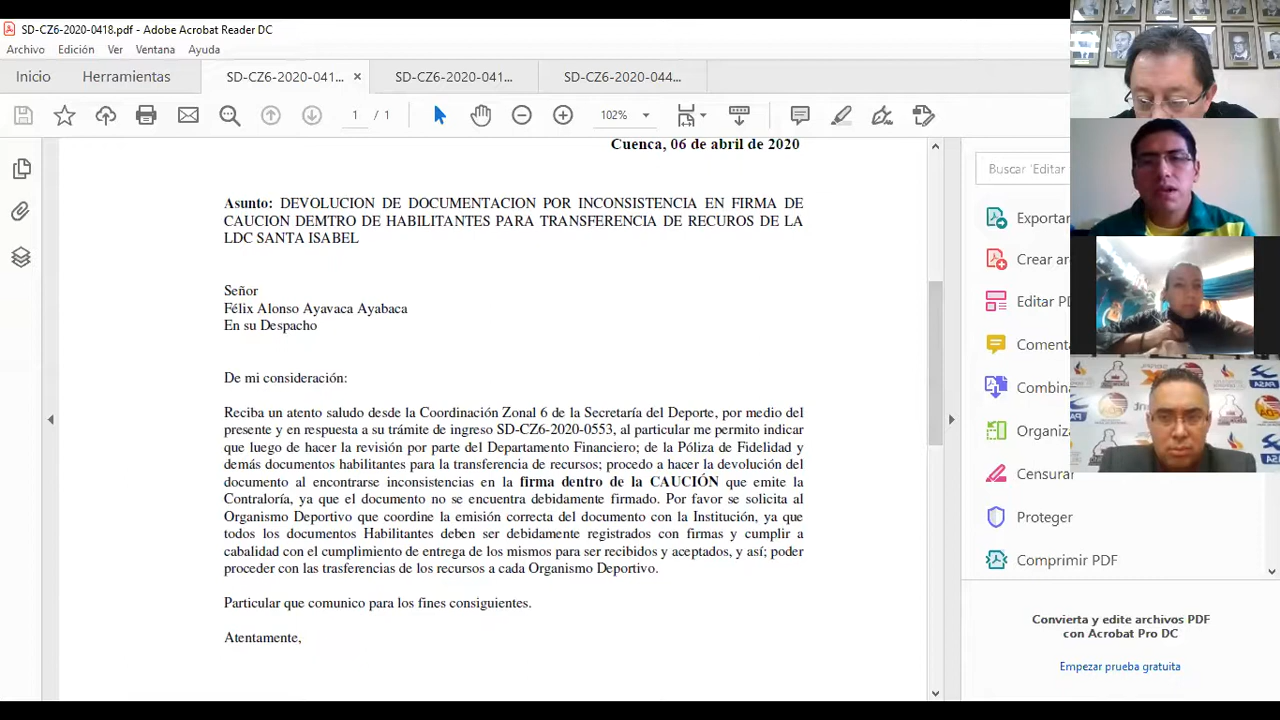 SD-CZ6-2020-0418.pdf - Adobe Acrobat Reader DC
Archivo Edición Ver Ventana Ayuda
Inicio Herramientas SD-CZ6-2020-041... × SD-CZ6-2020-041... SD-CZ6-2020-044...
1 / 1 102%
Cuenca, 06 de abril de 2020
Asunto: DEVOLUCION DE DOCUMENTACION POR INCONSISTENCIA EN FIRMA DE
CAUCION DEMTRO DE HABILITANTES PARA TRANSFERENCIA DE RECUROS DE LA
LDC SANTA ISABEL
Señor
Félix Alonso Ayavaca Ayabaca
En su Despacho
De mi consideración:
Reciba un atento saludo desde la Coordinación Zonal 6 de la Secretaría del Deporte, por medio del
presente y en respuesta a su trámite de ingreso SD-CZ6-2020-0553, al particular me permito indicar
que luego de hacer la revisión por parte del Departamento Financiero; de la Póliza de Fidelidad y
demás documentos habilitantes para la transferencia de recursos; procedo a hacer la devolución del
documento al encontrarse inconsistencias en la firma dentro de la CAUCIÓN que emite la
Contraloría, ya que el documento no se encuentra debidamente firmado. Por favor se solicita al
Organismo Deportivo que coordine la emisión correcta del documento con la Institución, ya que
todos los documentos Habilitantes deben ser debidamente registrados con firmas y cumplir a
cabalidad con el cumplimiento de entrega de los mismos para ser recibidos y aceptados, y así; poder
proceder con las trasferencias de los recursos a cada Organismo Deportivo.
Particular que comunico para los fines consiguientes.
Atentamente,
Buscar 'Editar
Exportar
Crear ar
Editar PD
Coment
Combin
Organiz
Censurar
Proteger
Comprimir PDF
Convierta y edite archivos PDF
con Acrobat Pro DC
Empezar prueba gratuita